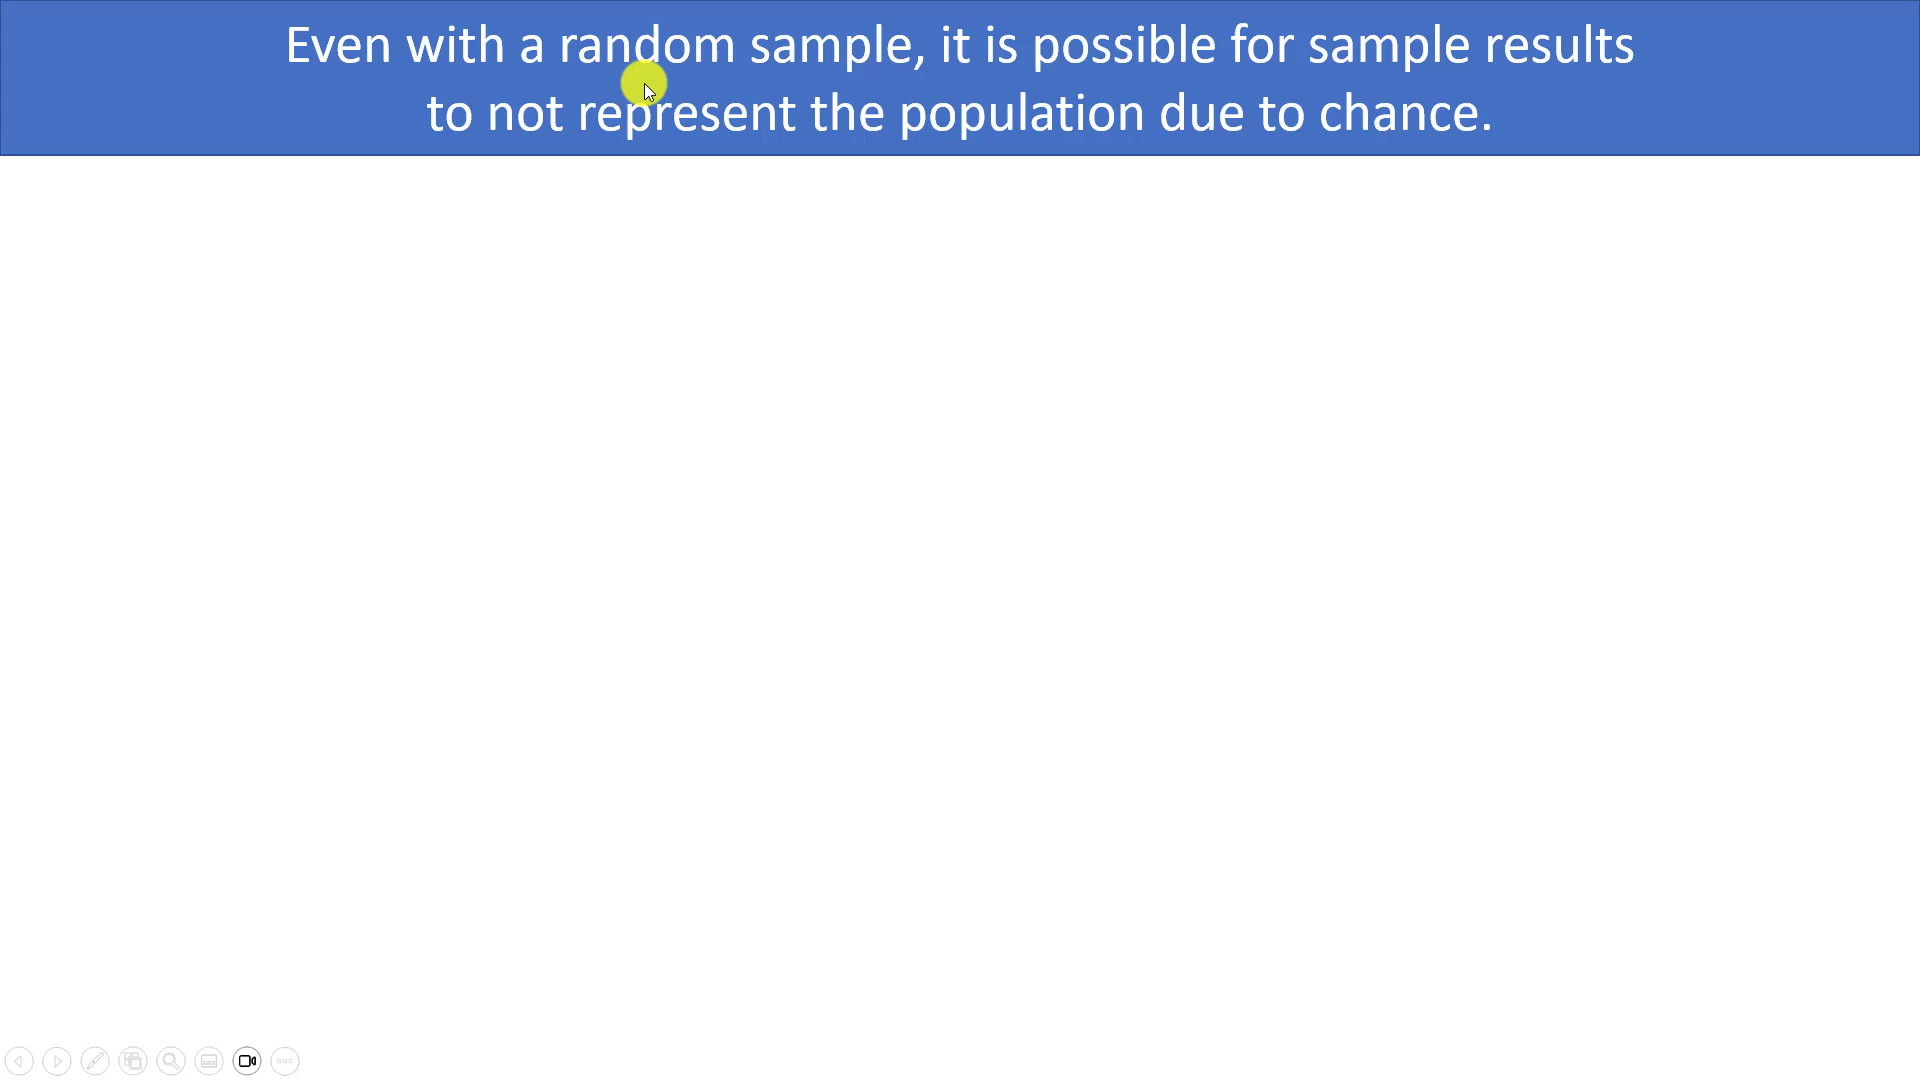 Even with a random sample, it is possible for sample results
to not represent the population due to chance.